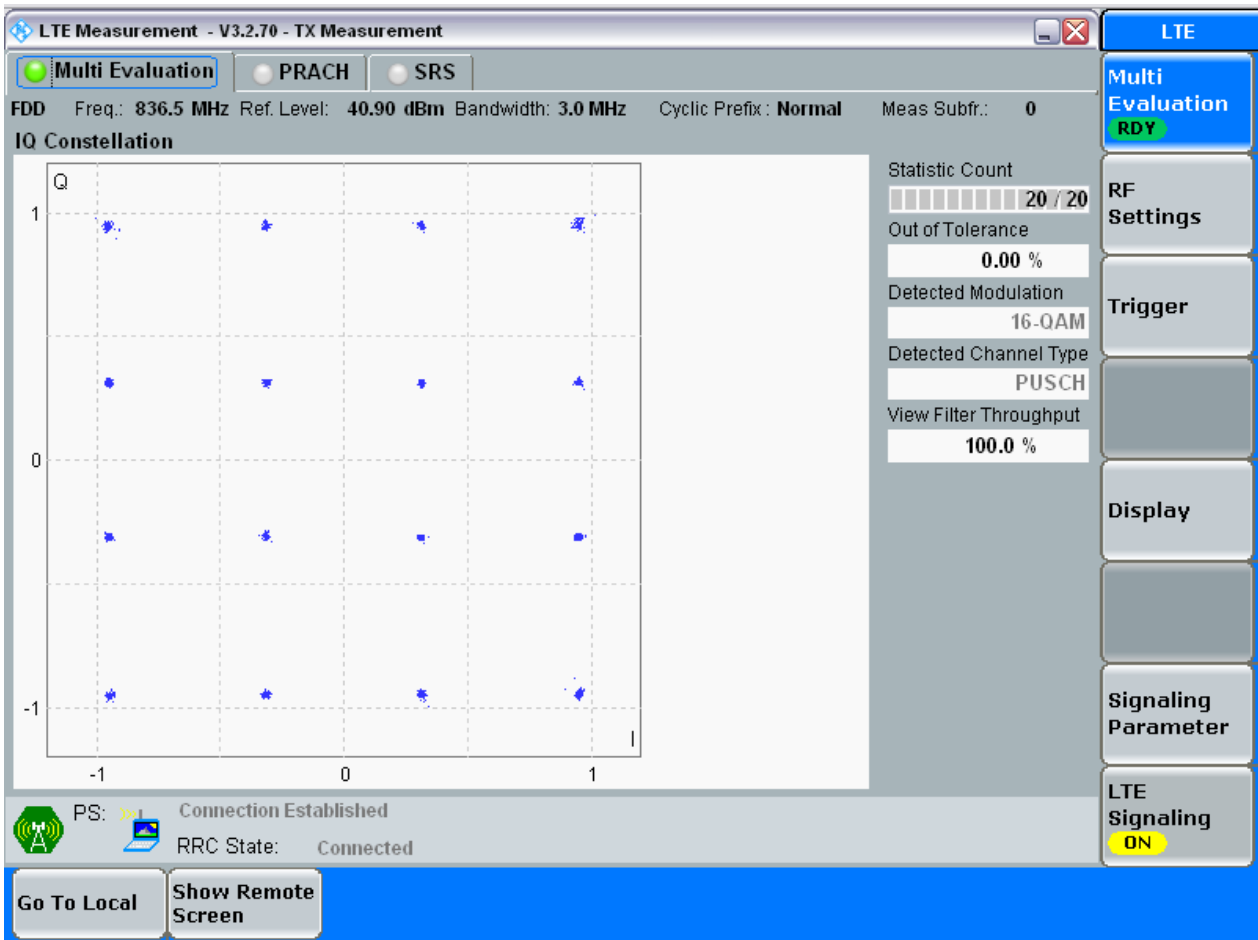 LTE Measurement - V3.2.70 - TX Measurement
LTE
Multi Evaluation PRACH SRS
FDD Freq.: 836.5 MHz Ref. Level: 40.90 dBm Bandwidth: 3.0 MHz Cyclic Prefix : Normal Meas Subfr.: 0
IQ Constellation
Q
1
0
-1
I
-1 0 1
Statistic Count
20 / 20
Out of Tolerance
0.00 %
Detected Modulation
16-QAM
Detected Channel Type
PUSCH
View Filter Throughput
100.0 %
Multi
Evaluation
RDY
RF
Settings
Trigger
Display
Signaling
Parameter
LTE
Signaling
ON
PS: Connection Established
RRC State: Connected
Go To Local
Show Remote
Screen